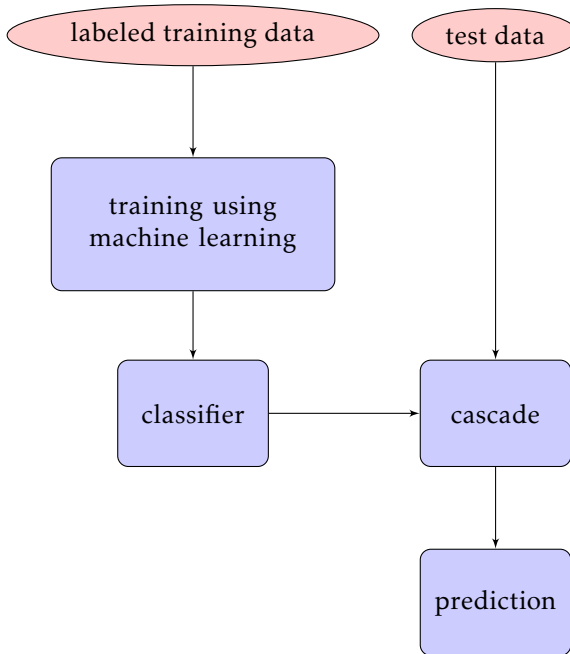 labeled training data
test data
training using
machine learning
classifier
cascade
prediction